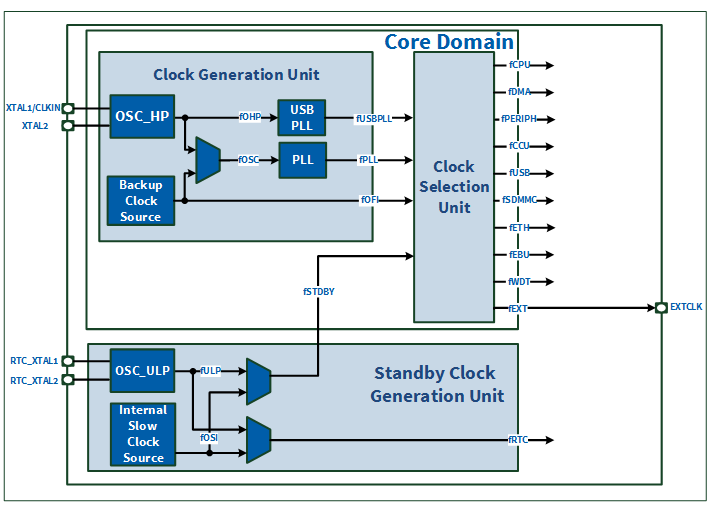 Core Domain
Clock Generation Unit
XTAL1/CLKIN
XTAL2
OSC_HP
fOHP
USB
PLL
fUSBPLL
fOSC
PLL
fPLL
Backup
Clock
Source
fOFI
Clock
Selection
Unit
fCPU
fDMA
fPERIPH
fCCU
fUSB
fSDMMC
fETH
fEBU
fWDT
fEXT
EXTCLK
fSTDBY
RTC_XTAL1
RTC_XTAL2
OSC_ULP
fULP
Standby Clock
Generation Unit
Internal
Slow
Clock
Source
fOSI
fRTC